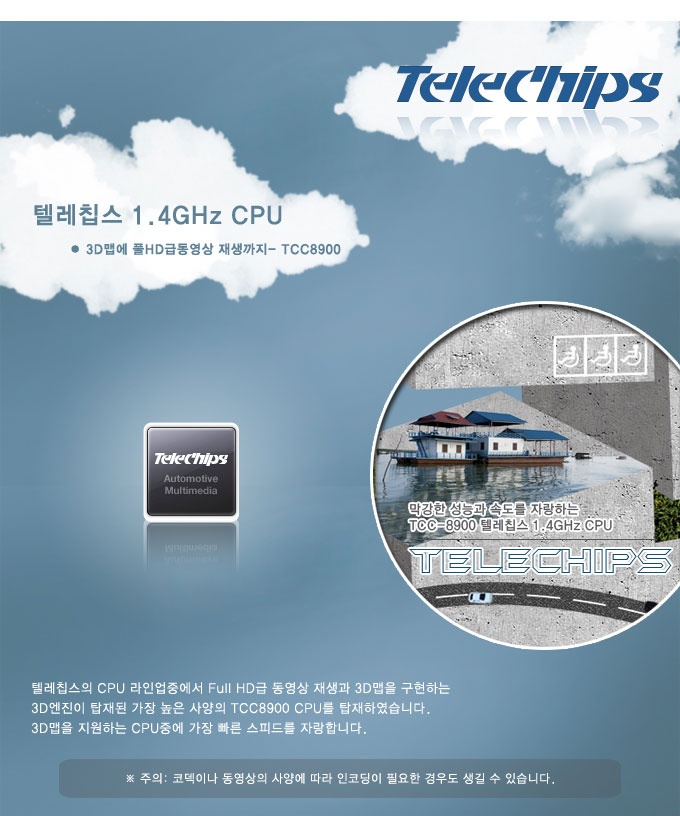 TeleChips
텔레칩스 1.4GHz CPU
● 3D맵에 풀HD급동영상 재생까지- TCC8900
TeleChips
Automotive
Multimedia
막강한 성능과 속도를 자랑하는
TCC-8900 텔레칩스 1.4GHz CPU
TELECHIPS
텔레칩스의 CPU 라인업중에서 Full HD급 동영상 재생과 3D맵을 구현하는
3D엔진이 탑재된 가장 높은 사양의 TCC8900 CPU를 탑재하였습니다.
3D맵을 지원하는 CPU중에 가장 빠른 스피드를 자랑합니다.
※ 주의: 코덱이나 동영상의 사양에 따라 인코딩이 필요한 경우도 생길 수 있습니다.